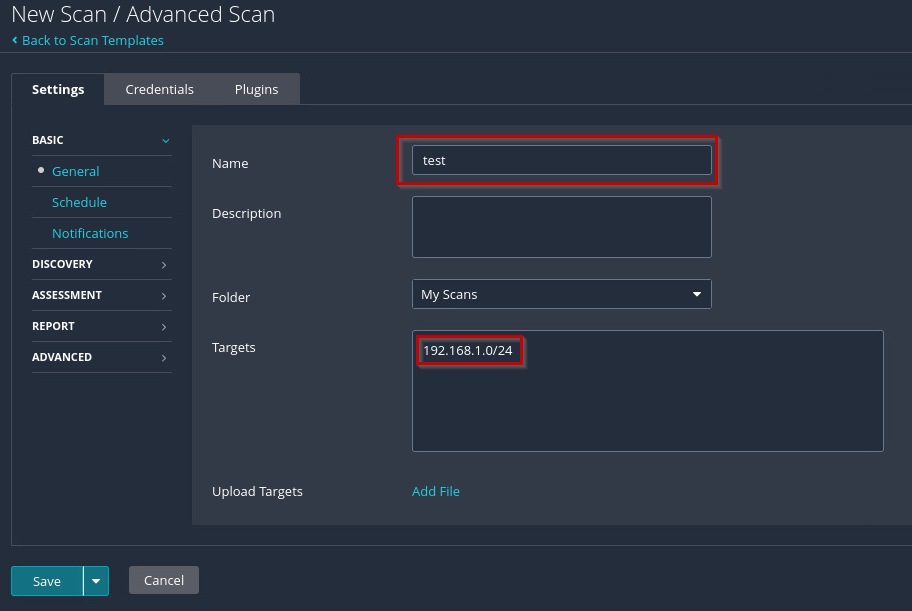 New Scan / Advanced Scan
Back to Scan Templates
Settings Credentials Plugins
BASIC
General
Schedule
Notifications
DISCOVERY
ASSESSMENT
REPORT
ADVANCED
Name test
Description
Folder My Scans
Targets 192.168.1.0/24
Upload Targets Add File
Save Cancel